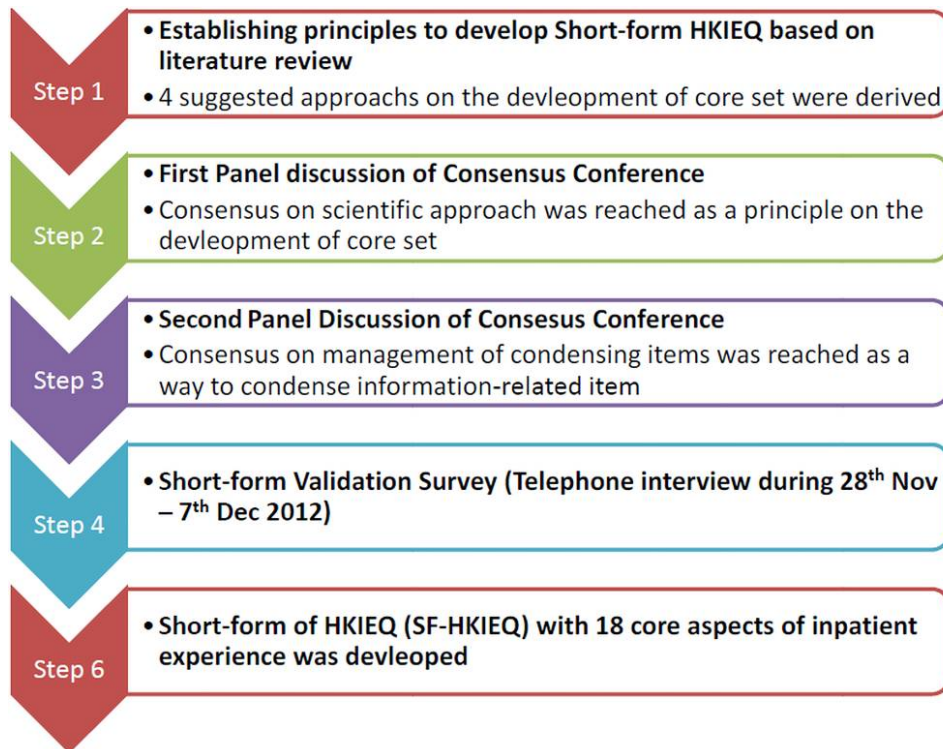 Step 1
• Establishing principles to develop Short-form HKIEQ based on
literature review
• 4 suggested approachs on the devleopment of core set were derived
Step 2
• First Panel discussion of Consensus Conference
• Consensus on scientific approach was reached as a principle on the
devleopment of core set
Step 3
• Second Panel Discussion of Consesus Conference
• Consensus on management of condensing items was reached as a
way to condense information-related item
Step 4
• Short-form Validation Survey (Telephone interview during 28th Nov
– 7th Dec 2012)
Step 6
• Short-form of HKIEQ (SF-HKIEQ) with 18 core aspects of inpatient
experience was devleoped